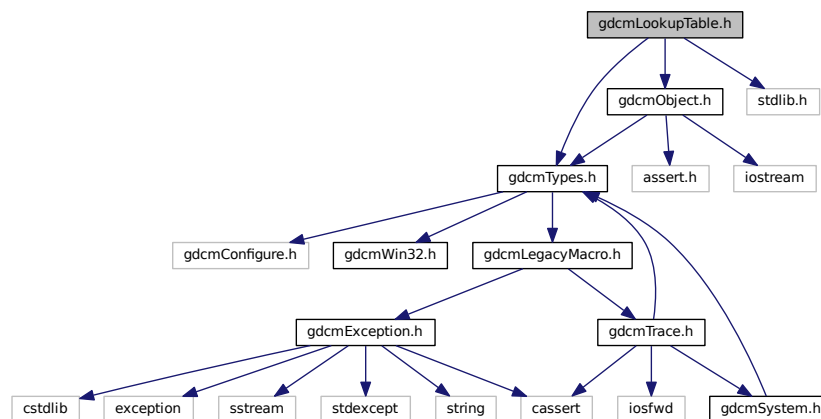 gdcmLookupTable.h
gdcmObject.h
stdlib.h
gdcmTypes.h
assert.h
iostream
gdcmConfigure.h
gdcmWin32.h
gdcmLegacyMacro.h
gdcmException.h
gdcmTrace.h
cstdlib
exception
sstream
stdexcept
string
cassert
iosfwd
gdcmSystem.h